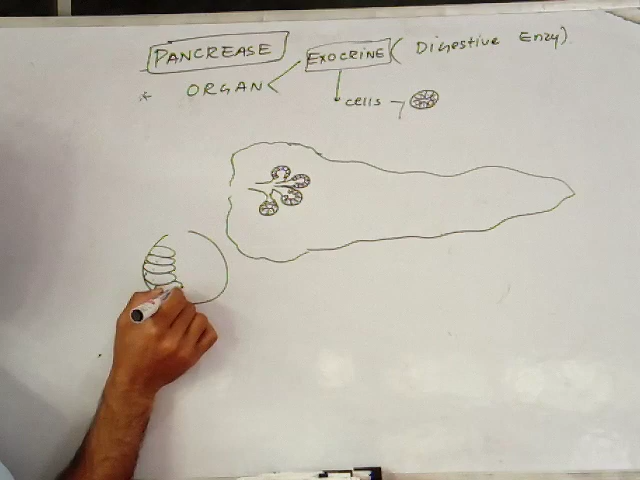 PANCREASE
EXOCRINE ( Digestive Enzy)
* ORGAN <
cells